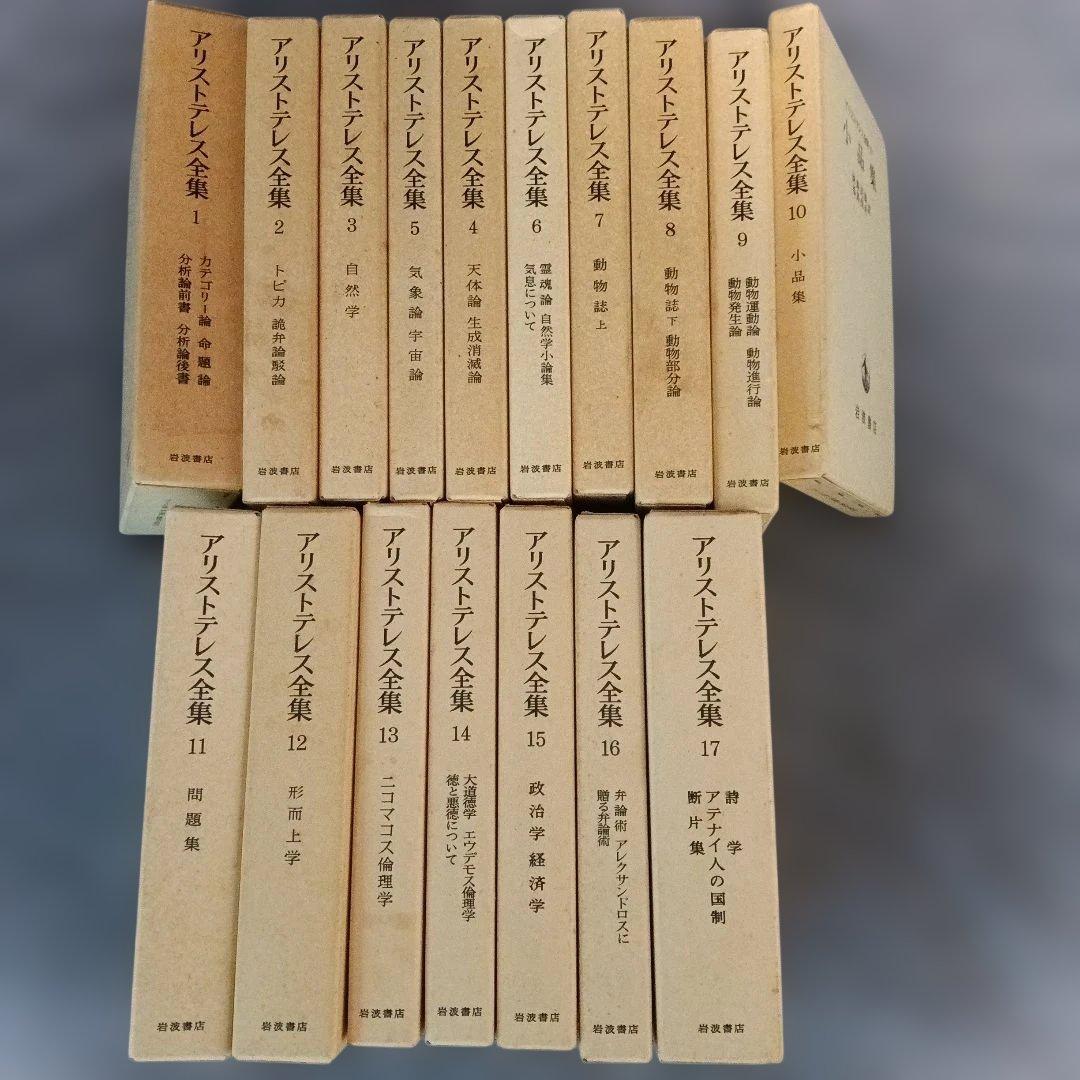 アリストテレス全集
1
カテゴリー論 命題論
分析論前書 分析論後書
岩波書店
アリストテレス全集
2
トピカ 詭弁論駁論
岩波書店
アリストテレス全集
3
自然学
岩波書店
アリストテレス全集
5
気象論 宇宙論
岩波書店
アリストテレス全集
4
天体論 生成消滅論
岩波書店
アリストテレス全集
6
霊魂論 自然学小論集
気息について
岩波書店
アリストテレス全集
7
動物誌 上
岩波書店
アリストテレス全集
8
動物誌 下 動物部分論
岩波書店
アリストテレス全集
9
動物運動論 動物進行論
動物発生論
岩波書店
アリストテレス全集
10
小品集
岩波書店
小品集
岩波書店
アリストテレス全集
11
問題集
岩波書店
アリストテレス全集
12
形而上学
岩波書店
アリストテレス全集
13
ニコマコス倫理学
岩波書店
アリストテレス全集
14
大道徳学 エウデモス倫理学
徳と悪徳について
岩波書店
アリストテレス全集
15
政治学 経済学
岩波書店
アリストテレス全集
16
弁論術 アレクサンドロスに
贈る弁論術
岩波書店
アリストテレス全集
17
詩学
アテナイ人の国制
断片集
岩波書店